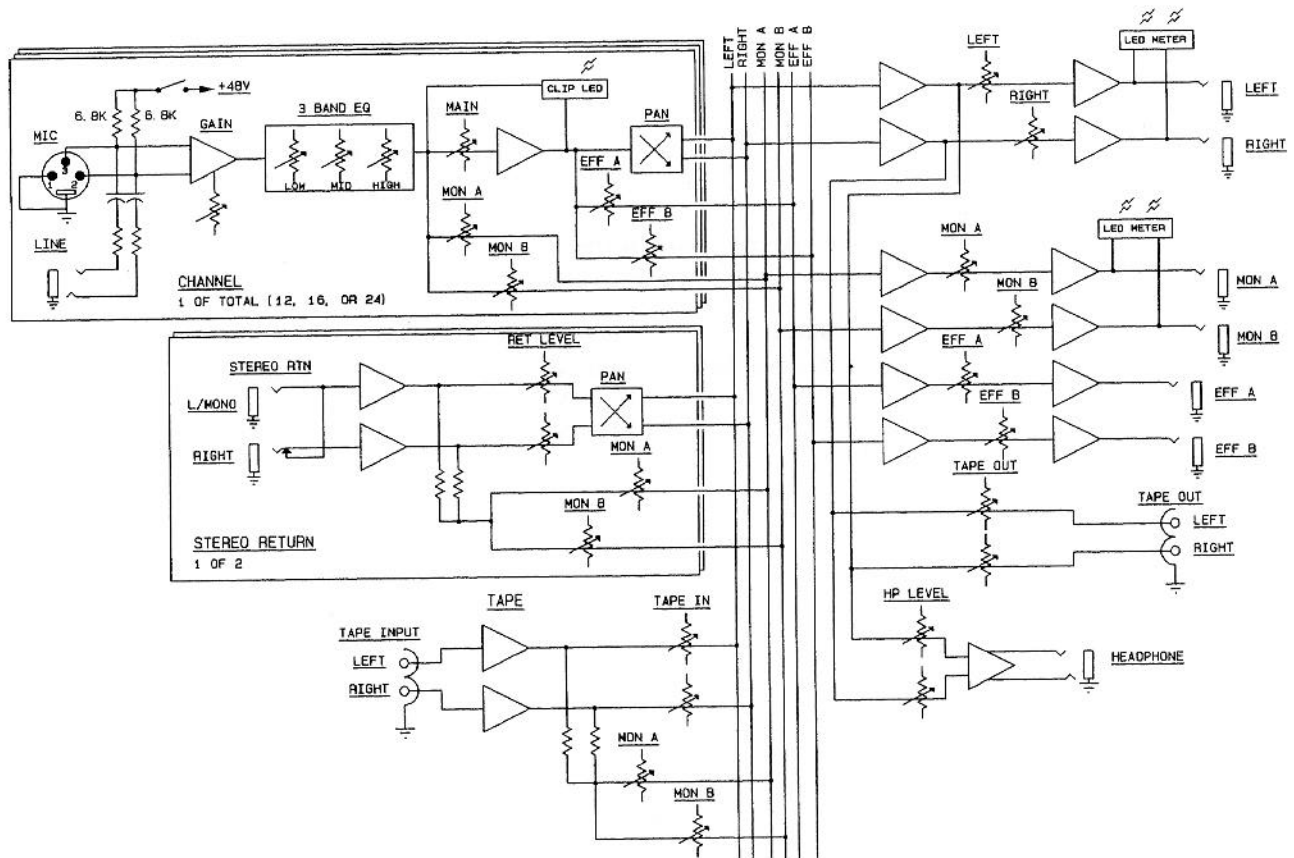 MIC
6.8K
6.8K
+48V
GAIN
3 BAND EQ
LOW
MID
HIGH
3
1
2
LINE
CHANNEL
1 OF TOTAL (12, 16, OR 24)
CLIP LED
MAIN
PAN
EFF A
MON A
EFF B
MON B
LEFT
RIGHT
MON A
MON B
EFF A
EFF B
LEFT
RIGHT
LED METER
LEFT
RIGHT
MON A
MON B
LED METER
MON A
MON B
EFF A
EFF B
EFF A
EFF B
TAPE OUT
TAPE OUT
LEFT
RIGHT
HP LEVEL
HEADPHONE
STEREO RTN
L/MONO
RIGHT
RET LEVEL
PAN
MON A
MON B
STEREO RETURN
1 OF 2
TAPE INPUT
LEFT
RIGHT
TAPE
TAPE IN
MON A
MON B